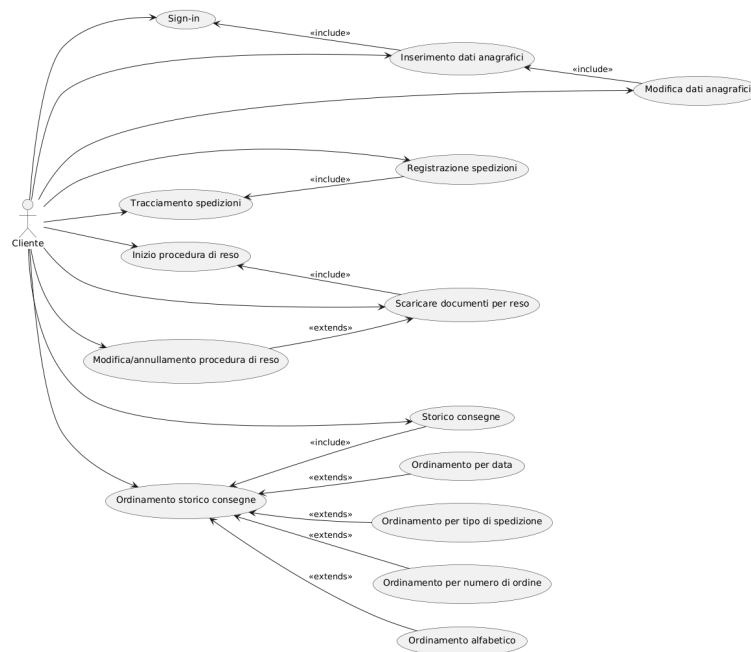 Sign-in
«include»
Inserimento dati anagrafici
«include»
Modifica dati anagrafici
Registrazione spedizioni
«include»
Tracciamento spedizioni
Cliente
Inizio procedura di reso
«include»
Scaricare documenti per reso
«extends»
Modifica/annullamento procedura di reso
Storico consegne
«include»
Ordinamento per data
«extends»
Ordinamento storico consegne
Ordinamento per tipo di spedizione
«extends»
«extends»
Ordinamento per numero di ordine
«extends»
Ordinamento alfabetico